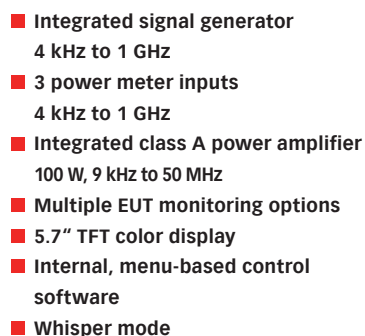 Integrated signal generator
4 kHz to 1 GHz
3 power meter inputs
4 kHz to 1 GHz
Integrated class A power amplifier
100 W, 9 kHz to 50 MHz
Multiple EUT monitoring options
5.7“ TFT color display
Internal, menu-based control
software
Whisper mode